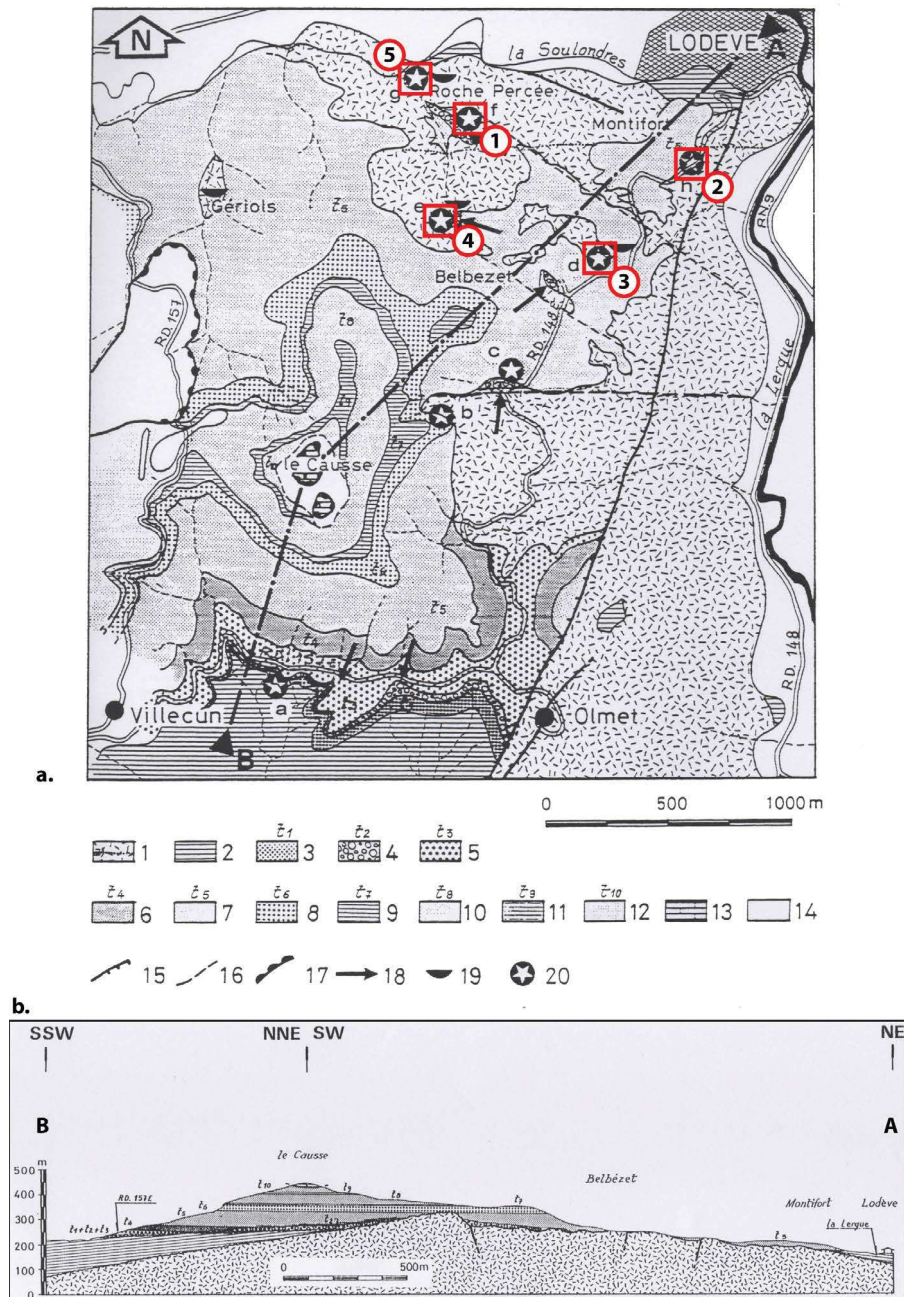 N
LODEVE
A
la Soulondres
5
g
Roche Percée
f
1
Montifort
h
2
Gériols
e
4
d
3
Belbezet
RN9
RD.157
RD.148
la Lergue
c
b
le Causse
RD.148
a
Villecun
Olmet
B
a.
0 500 1000 m
1 2 3 4 5
6 7 8 9 10 11 12 13 14
15 16 17 18 19 20
b.
SSW NNE SW NE
B A
le Causse
Belbézet
Montifort Lodève
la Lergue
RD. 157E
m
500
400
300
200
100
0
0 500m